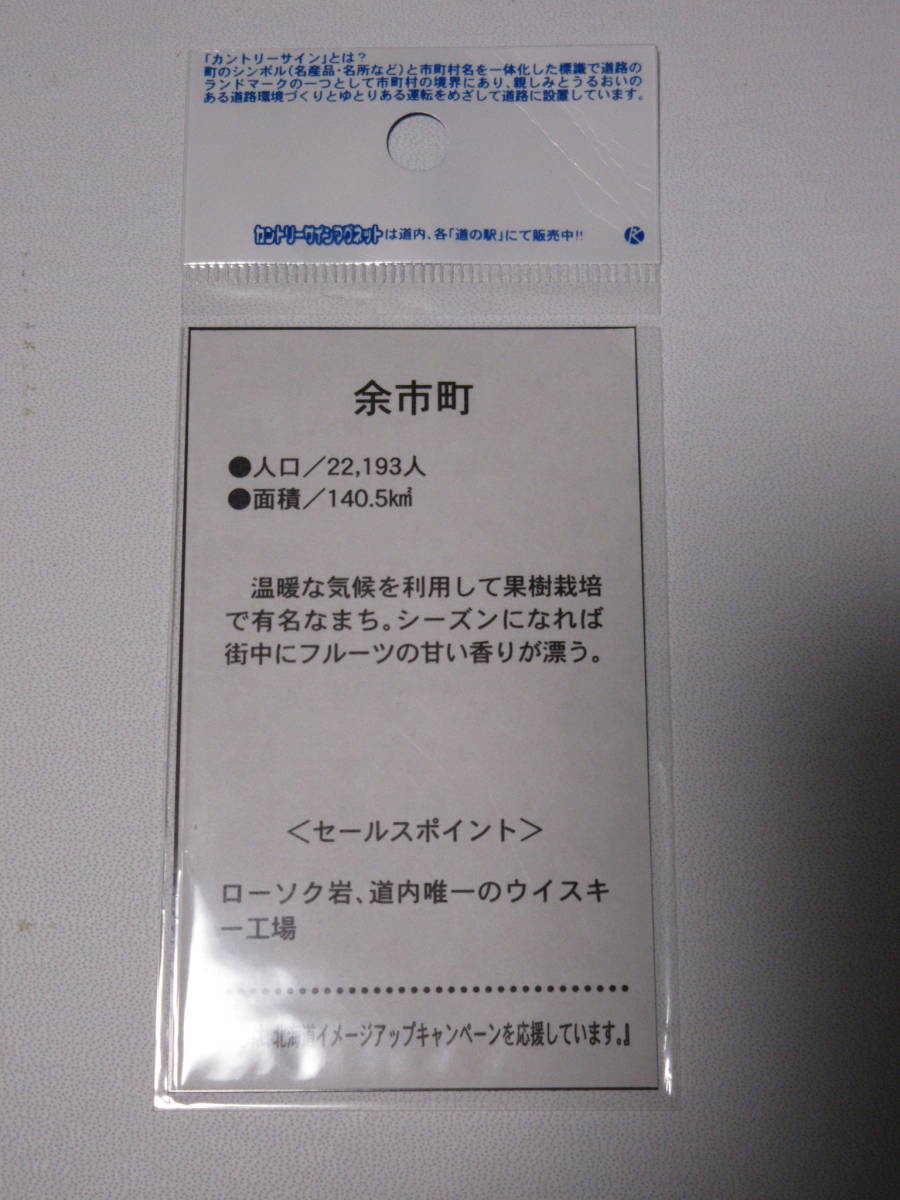 「カントリーサイン」とは？
町のシンボル(名産品・名所など)と市町村名を一体化した標識で道路の
ランドマークの一つとして市町村の境界にあり、親しみとうるおいの
ある道路環境づくりとゆとりある運転をめざして道路に設置しています。
カントリーサインマグネットは道内、各「道の駅」にて販売中!!
余市町
●人口／22,193人
●面積／140.5k㎡
温暖な気候を利用して果樹栽培
で有名なまち。シーズンになれば
街中にフルーツの甘い香りが漂う。
＜セールスポイント＞
ローソク岩、道内唯一のウイスキ
ー工場
北海道イメージアップキャンペーンを応援しています。』